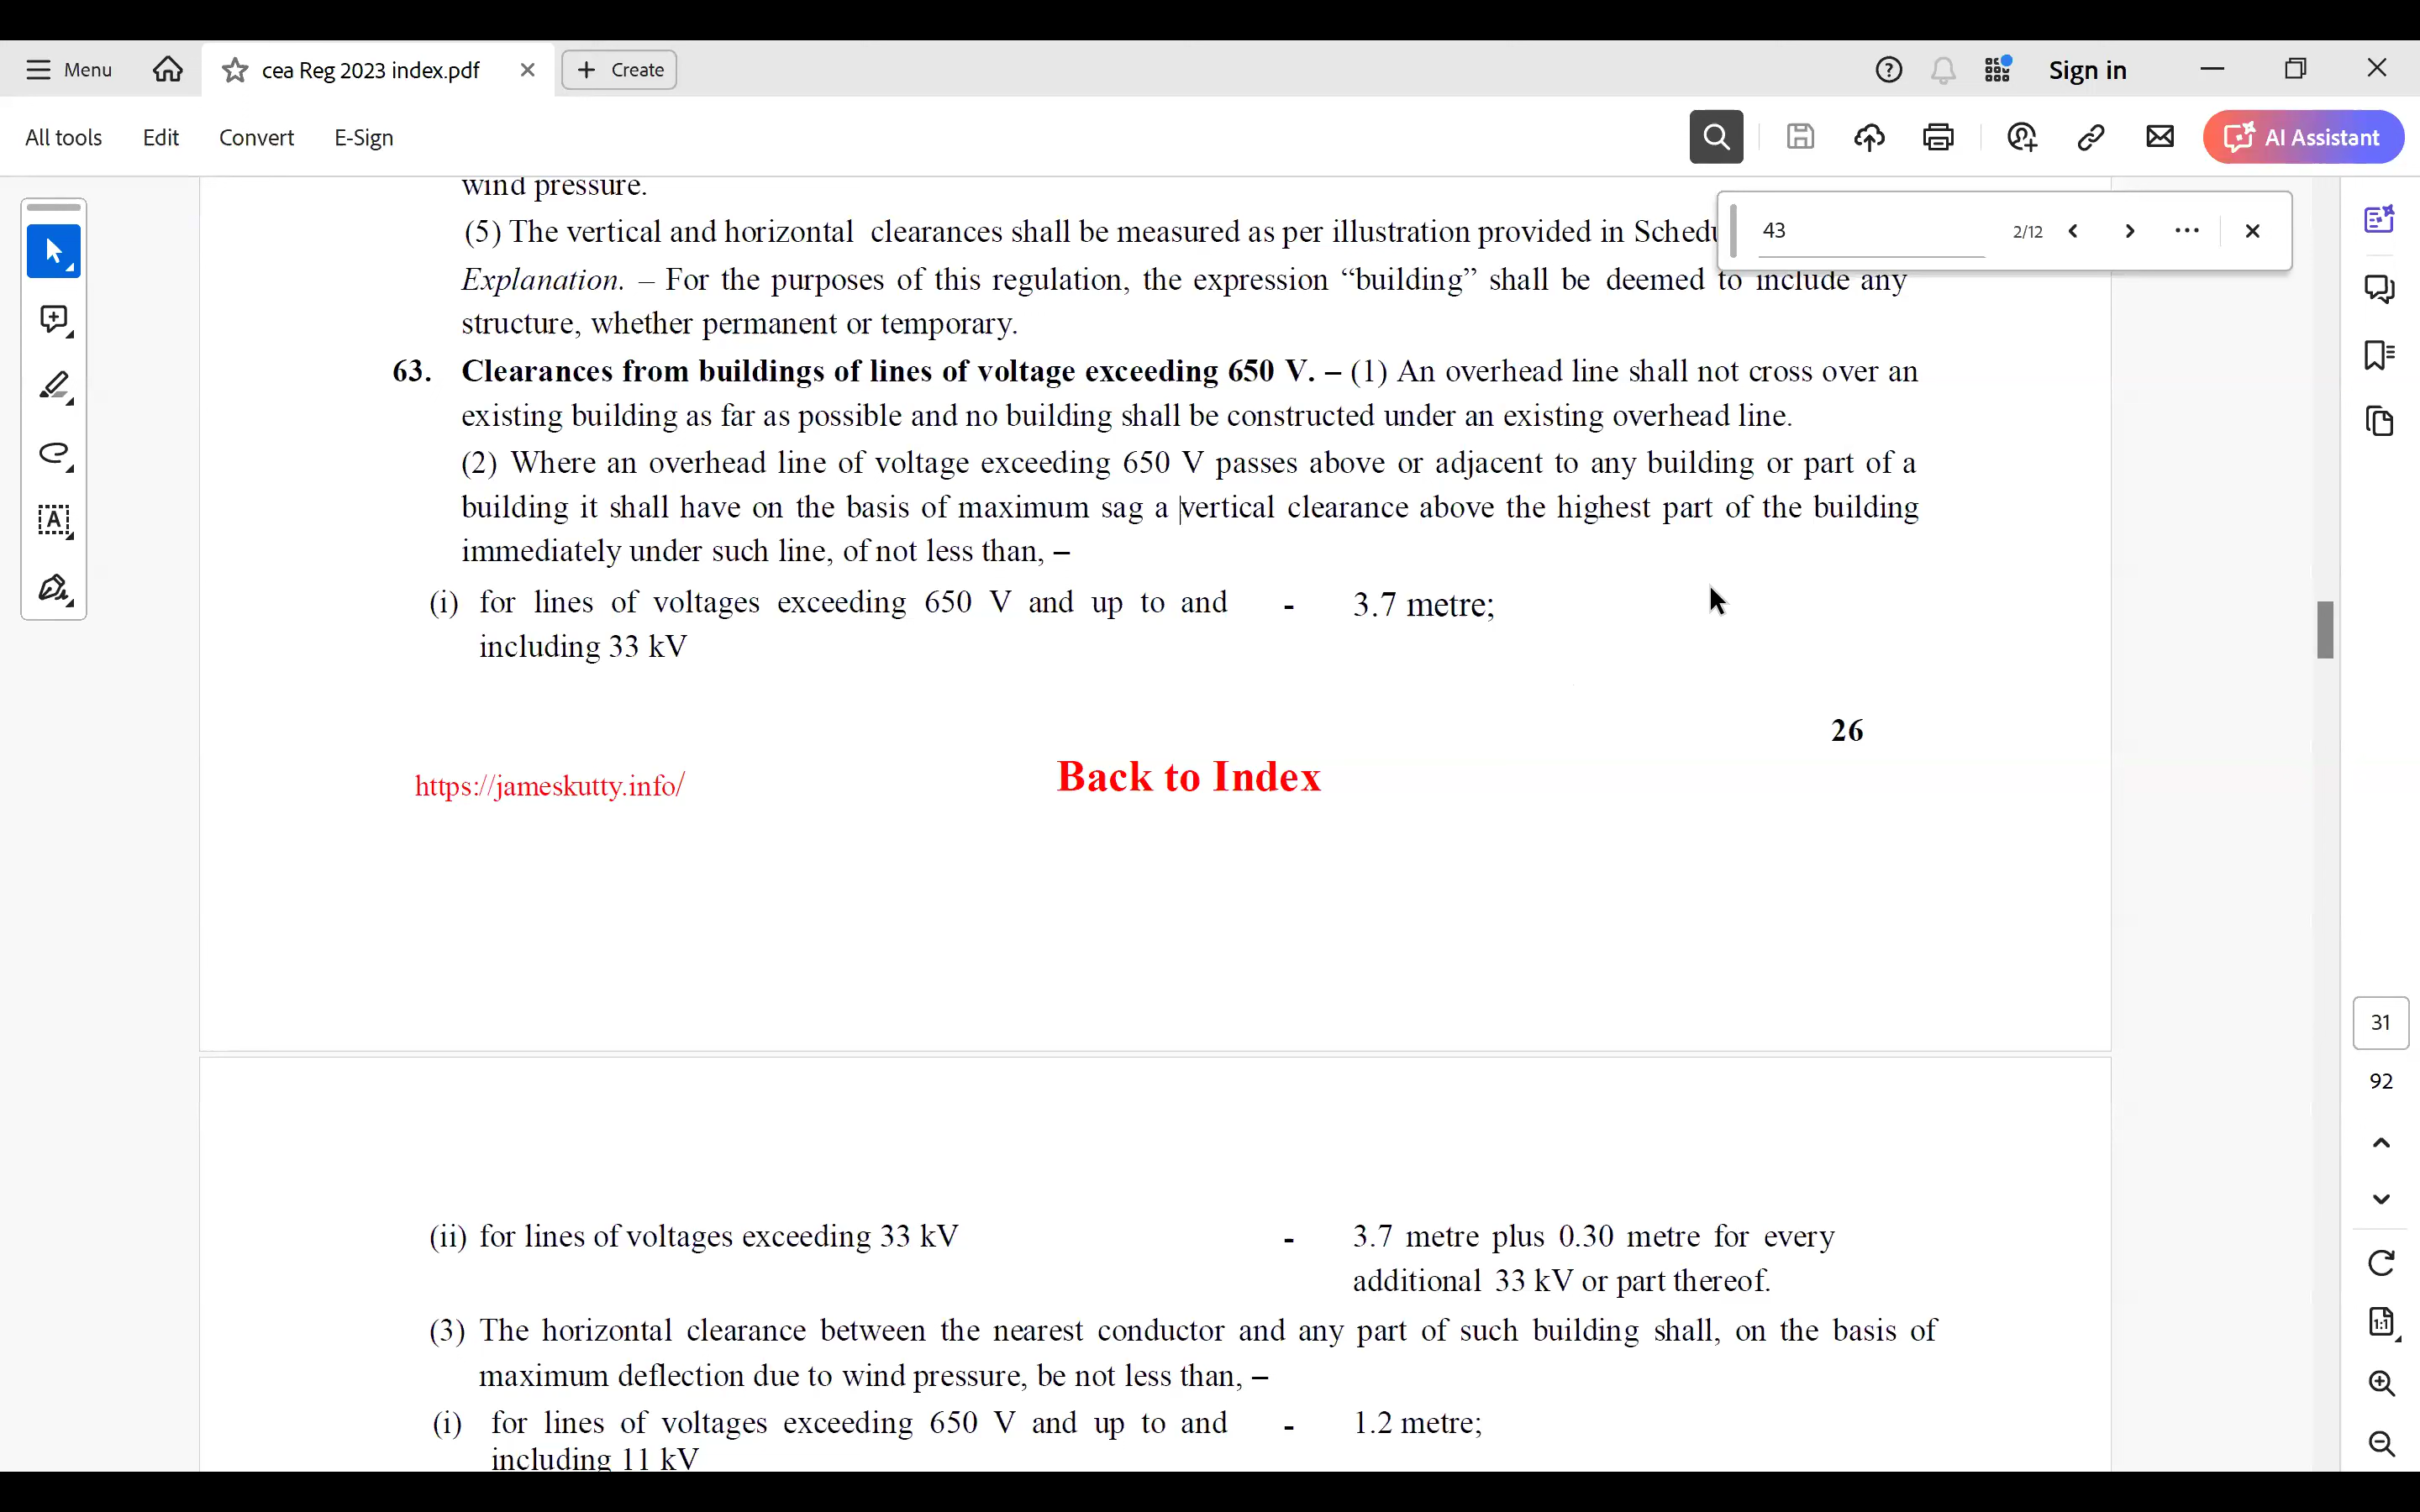 Menu
cea Reg 2023 index.pdf
Create
Sign in
All tools
Edit
Convert
E-Sign
AI Assistant
43
2/12
wind pressure.
(5) The vertical and horizontal clearances shall be measured as per illustration provided in Schedu
Explanation. – For the purposes of this regulation, the expression “building” shall be deemed to include any
structure, whether permanent or temporary.
63. Clearances from buildings of lines of voltage exceeding 650 V. – (1) An overhead line shall not cross over an
existing building as far as possible and no building shall be constructed under an existing overhead line.
(2) Where an overhead line of voltage exceeding 650 V passes above or adjacent to any building or part of a
building it shall have on the basis of maximum sag a vertical clearance above the highest part of the building
immediately under such line, of not less than, –
(i) for lines of voltages exceeding 650 V and up to and - 3.7 metre;
including 33 kV
26
https://jameskutty.info/
Back to Index
(ii) for lines of voltages exceeding 33 kV - 3.7 metre plus 0.30 metre for every
additional 33 kV or part thereof.
(3) The horizontal clearance between the nearest conductor and any part of such building shall, on the basis of
maximum deflection due to wind pressure, be not less than, –
(i) for lines of voltages exceeding 650 V and up to and - 1.2 metre;
including 11 kV
31
92
1:1